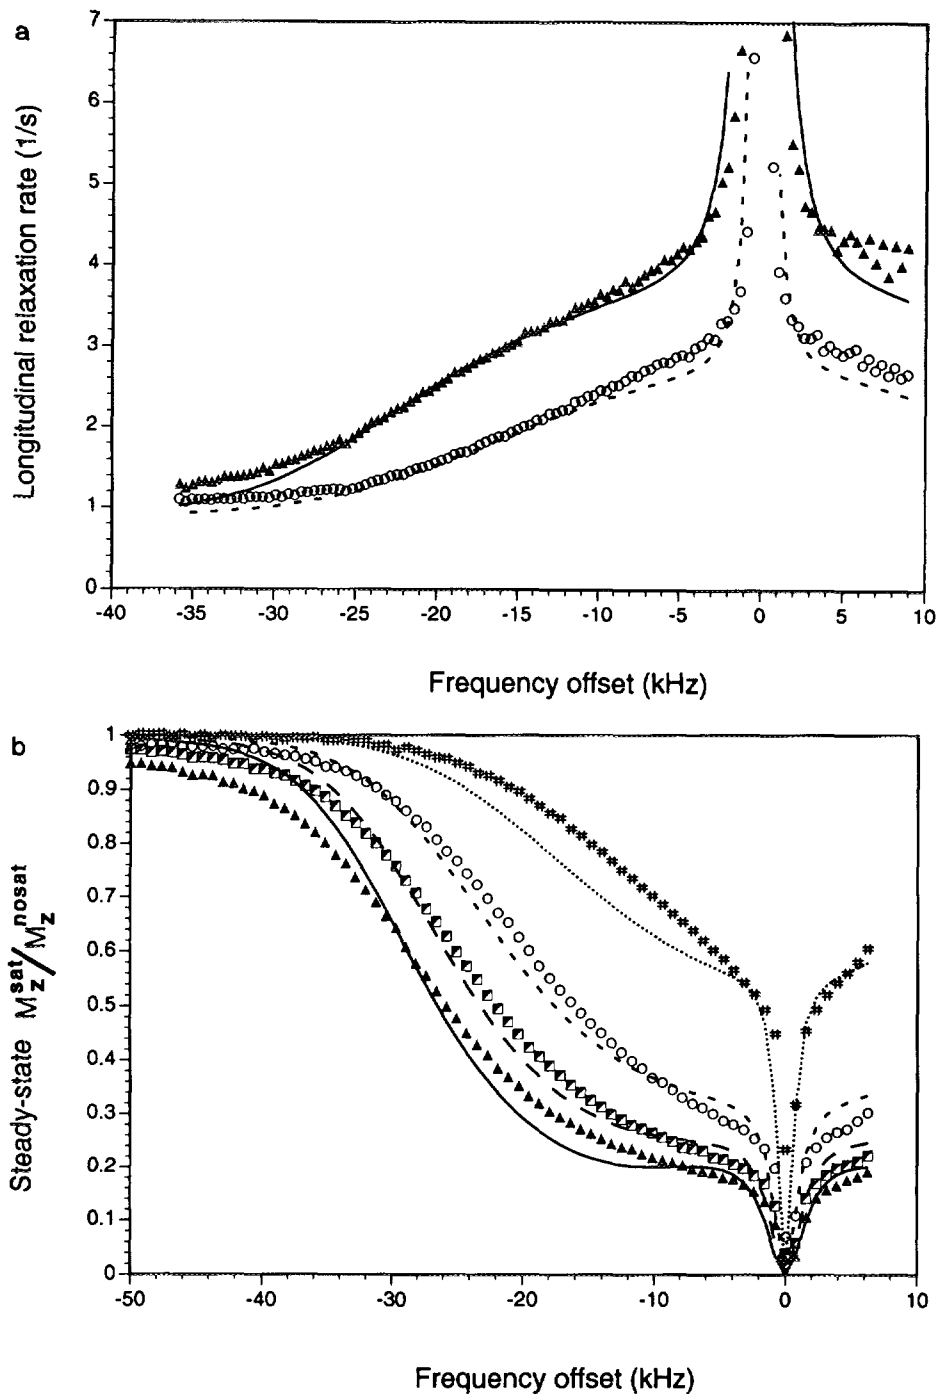 a
7
6
5
4
3
2
1
0
Longitudinal relaxation rate (1/s)
-40 -35 -30 -25 -20 -15 -10 -5 0 5 10
Frequency offset (kHz)
b
1
0.9
0.8
0.7
0.6
0.5
0.4
0.3
0.2
0.1
0
Steady-state M_z^sat/M_z^nosat
-50 -40 -30 -20 -10 0 10
Frequency offset (kHz)